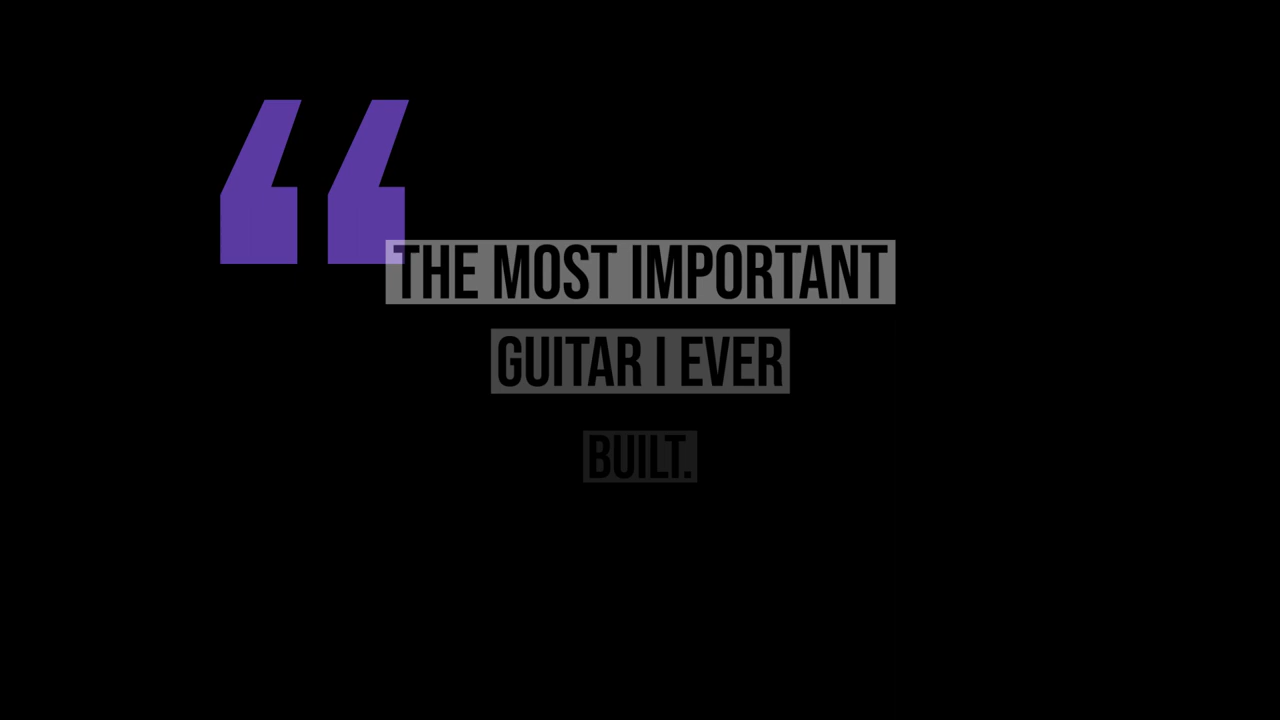 “
THE MOST IMPORTANT
GUITAR I EVER
BUILT.